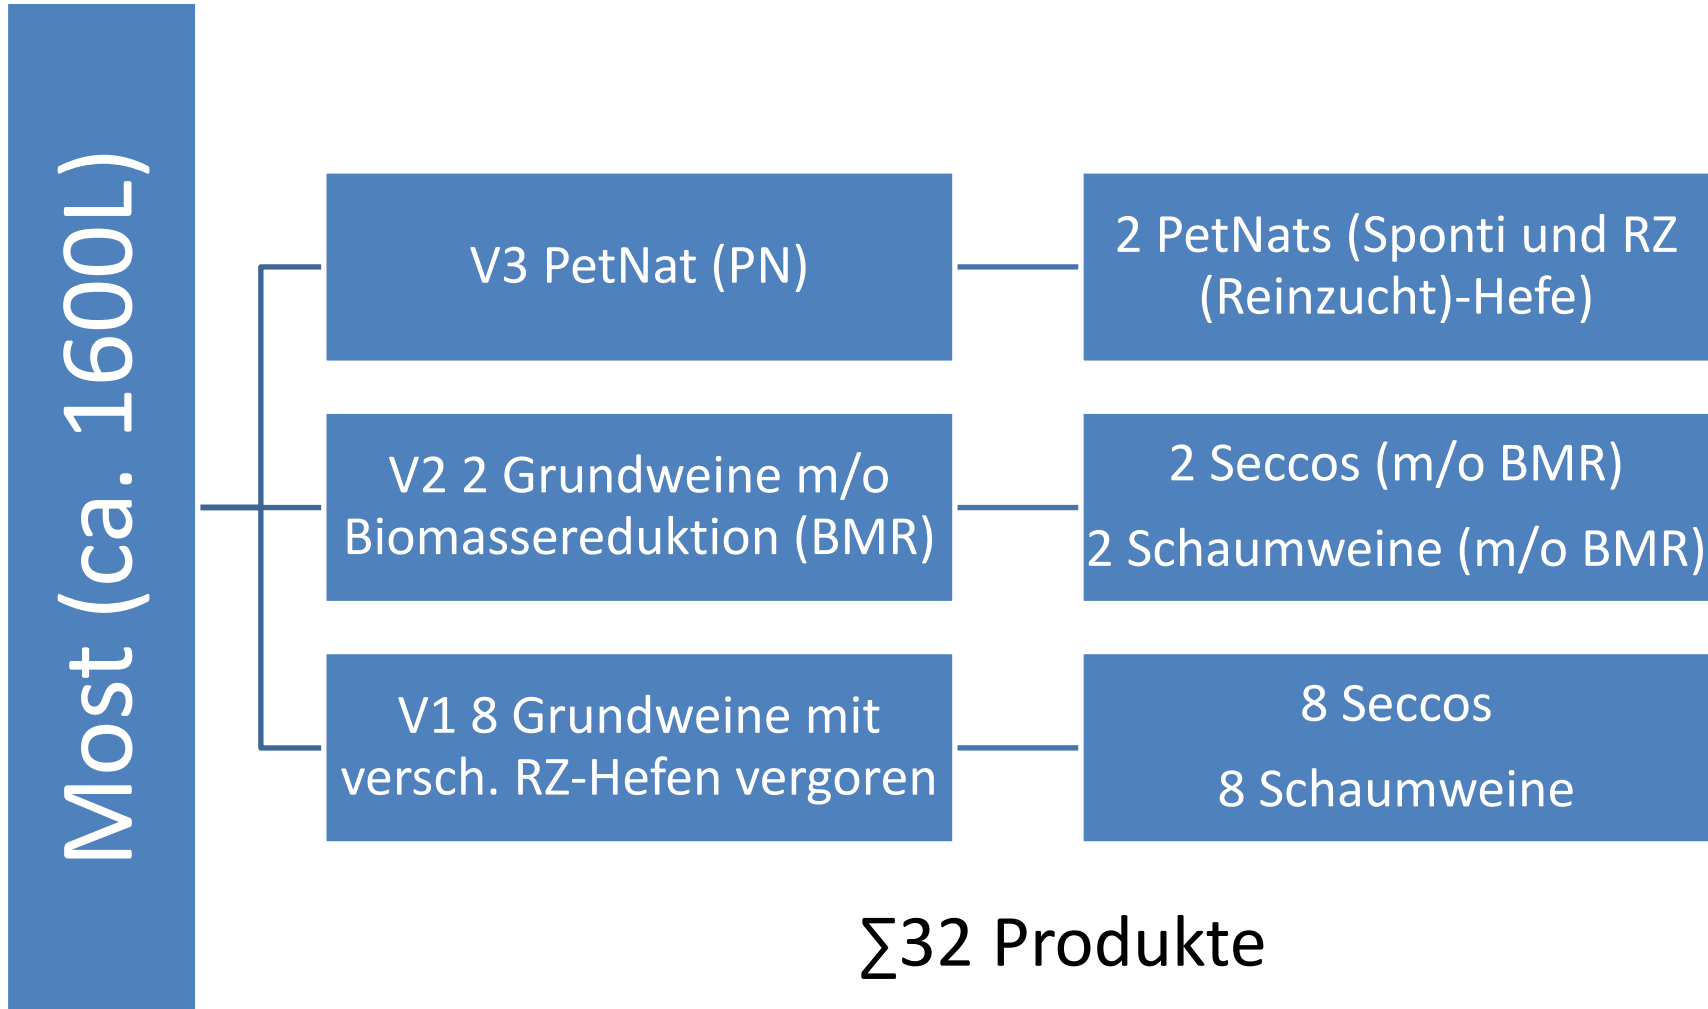 Most (ca. 1600L)
V3 PetNat (PN)
2 PetNats (Sponti und RZ
(Reinzucht)-Hefe)
V2 2 Grundweine m/o
Biomassereduktion (BMR)
2 Seccos (m/o BMR)
2 Schaumweine (m/o BMR)
V1 8 Grundweine mit
versch. RZ-Hefen vergoren
8 Seccos
8 Schaumweine
∑32 Produkte